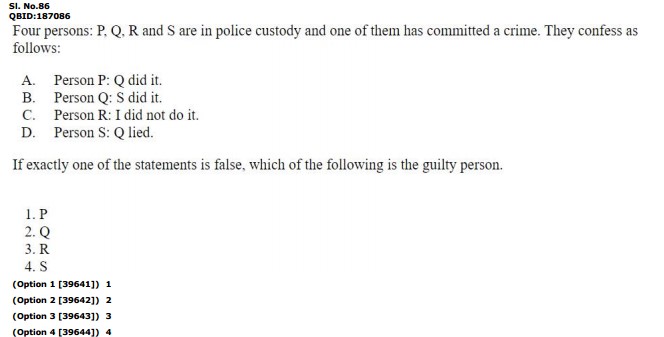 Sl. No.86
QBID:187086
Four persons: P, Q, R and S are in police custody and one of them has committed a crime. They confess as
follows:
A. Person P: Q did it.
B. Person Q: S did it.
C. Person R: I did not do it.
D. Person S: Q lied.
If exactly one of the statements is false, which of the following is the guilty person.
1. P
2. Q
3. R
4. S
(Option 1 [39641]) 1
(Option 2 [39642]) 2
(Option 3 [39643]) 3
(Option 4 [39644]) 4